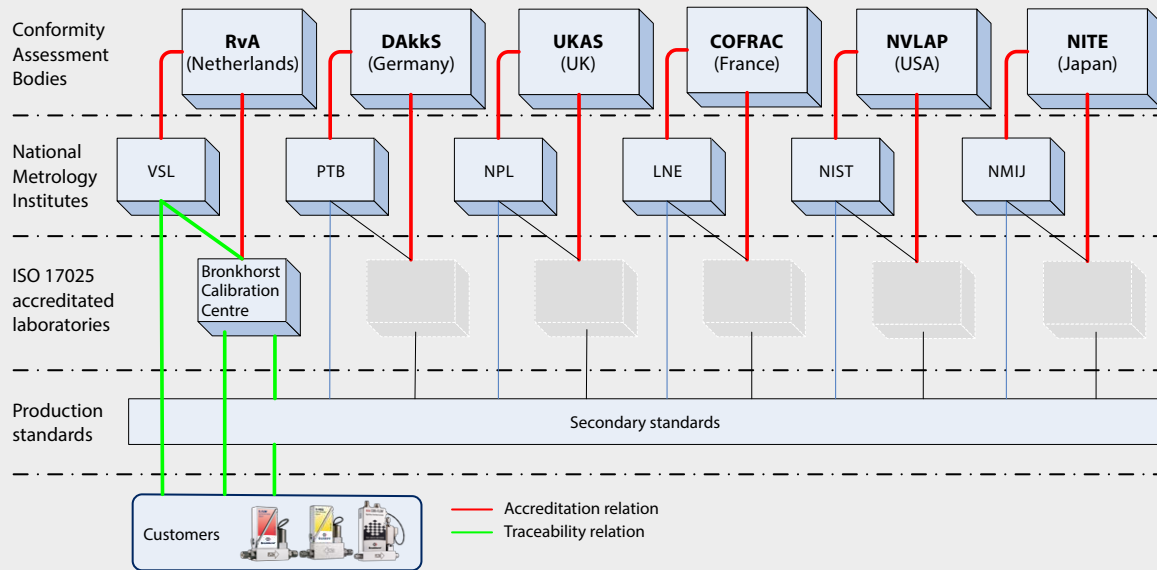 Conformity
Assessment
Bodies
RvA
(Netherlands)
DAkkS
(Germany)
UKAS
(UK)
COFRAC
(France)
NVLAP
(USA)
NITE
(Japan)
National
Metrology
Institutes
VSL
PTB
NPL
LNE
NIST
NMIJ
ISO 17025
accreditated
laboratories
Bronkhorst
Calibration
Centre
Production
standards
Secondary standards
Customers
Accreditation relation
Traceability relation